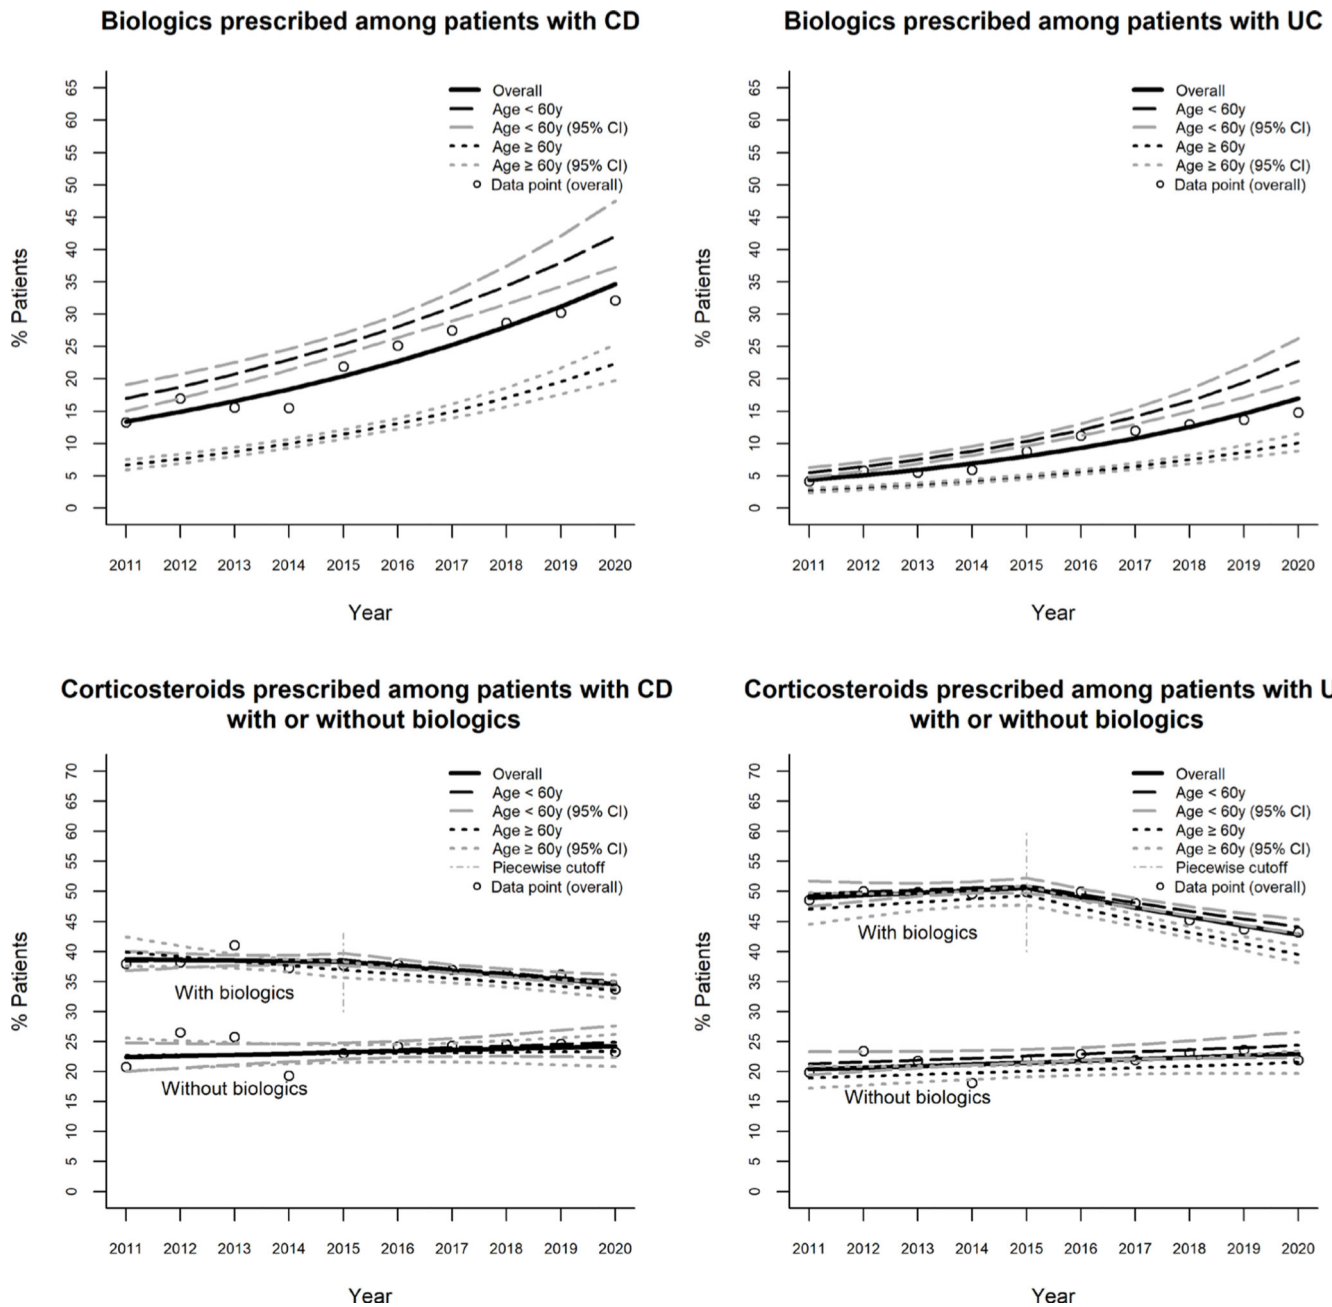 Biologics prescribed among patients with CD
% Patients
65
60
55
50
45
40
35
30
25
20
15
10
5
0
Overall
Age < 60y
Age < 60y (95% CI)
Age ≥ 60y
Age ≥ 60y (95% CI)
Data point (overall)
2011 2012 2013 2014 2015 2016 2017 2018 2019 2020
Year
Biologics prescribed among patients with UC
% Patients
65
60
55
50
45
40
35
30
25
20
15
10
5
0
Overall
Age < 60y
Age < 60y (95% CI)
Age ≥ 60y
Age ≥ 60y (95% CI)
Data point (overall)
2011 2012 2013 2014 2015 2016 2017 2018 2019 2020
Year
Corticosteroids prescribed among patients with CD
with or without biologics
% Patients
70
65
60
55
50
45
40
35
30
25
20
15
10
5
0
Overall
Age < 60y
Age < 60y (95% CI)
Age ≥ 60y
Age ≥ 60y (95% CI)
Piecewise cutoff
Data point (overall)
With biologics
Without biologics
2011 2012 2013 2014 2015 2016 2017 2018 2019 2020
Year
Corticosteroids prescribed among patients with U
with or without biologics
% Patients
70
65
60
55
50
45
40
35
30
25
20
15
10
5
0
Overall
Age < 60y
Age < 60y (95% CI)
Age ≥ 60y
Age ≥ 60y (95% CI)
Piecewise cutoff
Data point (overall)
With biologics
Without biologics
2011 2012 2013 2014 2015 2016 2017 2018 2019 2020
Year